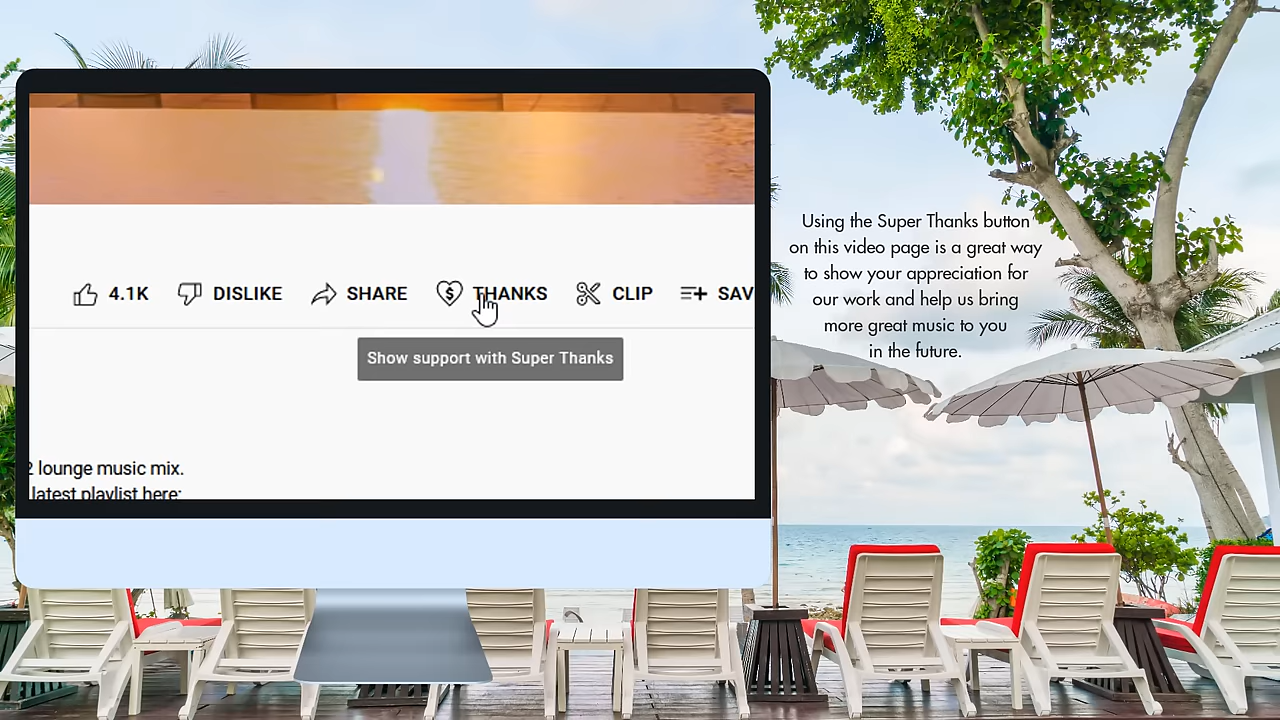 4.1K DISLIKE SHARE THANKS CLIP SAV
Show support with Super Thanks
2 lounge music mix.
latest playlist here:
Using the Super Thanks button
on this video page is a great way
to show your appreciation for
our work and help us bring
more great music to you
in the future.